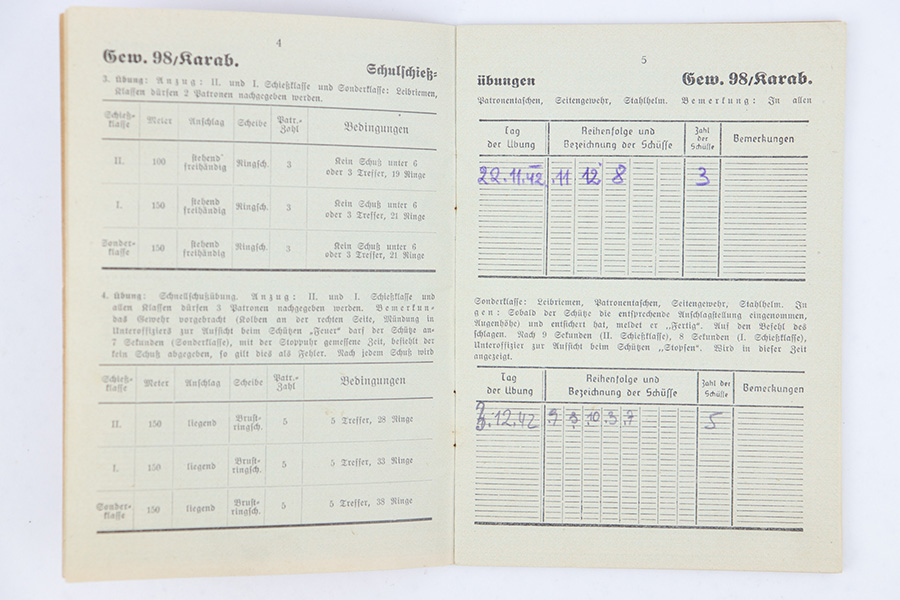 4
Gew. 98/Karab.
Schulschieß-
3. Übung: Anzug: II. und I. Schießklasse und Sonderklasse: Leibriemen,
Klassen dürfen 2 Patronen nachgegeben werden.
Schieß-klasse Meter Anschlag Scheibe Patr.-Zahl Bedingungen
II. 100 stehend freihändig Ringsch. 3 Kein Schuß unter 6 oder 3 Treffer, 19 Ringe
I. 150 stehend freihändig Ringsch. 3 Kein Schuß unter 6 oder 3 Treffer, 21 Ringe
Sonder-klasse 150 stehend freihändig Ringsch. 3 Kein Schuß unter 6 oder 3 Treffer, 21 Ringe
4. Übung: Schnellschußübung. Anzug: II. und I. Schießklasse und
allen Klassen dürfen 3 Patronen nachgegeben werden. Bemerkun-
das Gewehr vorgebracht (Kolben an der rechten Seite, Mündung in
Unteroffiziers zur Aufsicht beim Schützen „Feuer" darf der Schütze an-
7 Sekunden (Sonderklasse), mit der Stoppuhr gemessene Zeit, befiehlt der
kein Schuß abgegeben, so gilt dies als Fehler. Nach jedem Schuß wird
Schieß-klasse Meter Anschlag Scheibe Patr.-Zahl Bedingungen
II. 150 liegend Brust-ringsch. 5 5 Treffer, 28 Ringe
I. 150 liegend Brust-ringsch. 5 5 Treffer, 33 Ringe
Sonder-klasse 150 liegend Brust-ringsch. 5 5 Treffer, 38 Ringe
5
übungen Gew. 98/Karab.
Patronentaschen, Seitengewehr, Stahlhelm. Bemerkung: In allen
Tag der Übung Reihenfolge und Bezeichnung der Schüsse Zahl der Schüsse Bemerkungen
22.11.42 11 12 8 3
Sonderklasse: Leibriemen, Patronentaschen, Seitengewehr, Stahlhelm. In
gen: Sobald der Schütze die entsprechende Anschlagstellung eingenommen,
Augenhöhe) und entsichert hat, meldet er „Fertig". Auf den Befehl des
schlagen. Nach 9 Sekunden (II. Schießklasse), 8 Sekunden (I. Schießklasse),
Unteroffizier zur Aufsicht beim Schützen „Stopfen". Wird in dieser Zeit
angezeigt.
Tag der Übung Reihenfolge und Bezeichnung der Schüsse Zahl der Schüsse Bemerkungen
.12.42 9 10 3 7 5